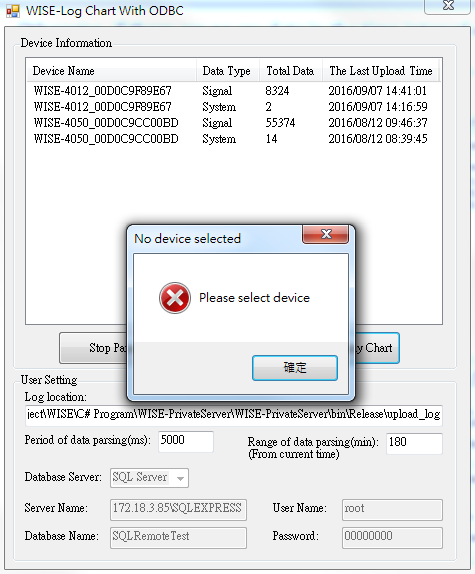 WISE-Log Chart With ODBC
Device Information
Device Name Data Type Total Data The Last Upload Time
WISE-4012_00D0C9F89E67 Signal 8324 2016/09/07 14:41:01
WISE-4012_00D0C9F89E67 System 2 2016/09/07 14:16:59
WISE-4050_00D0C9CC00BD Signal 55374 2016/08/12 09:46:37
WISE-4050_00D0C9CC00BD System 14 2016/08/12 08:39:45
No device selected
Please select device
確定
Stop Pa
y Chart
User Setting
Log location:
ject\WISE\C# Program\WISE-PrivateServer\WISE-PrivateServer\bin\Release\upload_log
Period of data parsing(ms): 5000
Range of data parsing(min): 180
(From current time)
Database Server: SQL Server
Server Name: 172.18.3.85\SQLEXPRESS User Name: root
Database Name: SQLRemoteTest Password: 00000000